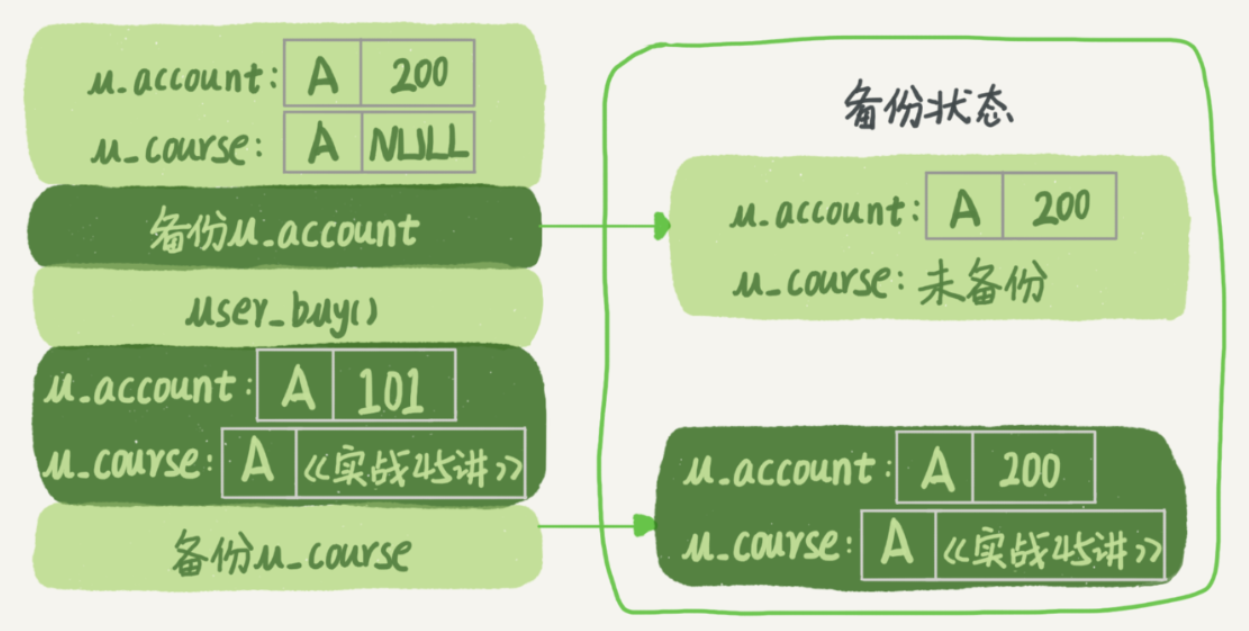 u_account: A 200
u_course: A NULL
备份u_account
user_buy()
u_account: A 101
u_course: A 《实战45讲》
备份u_course
备份状态
u_account: A 200
u_course: 未备份
u_account: A 200
u_course: A 《实战45讲》